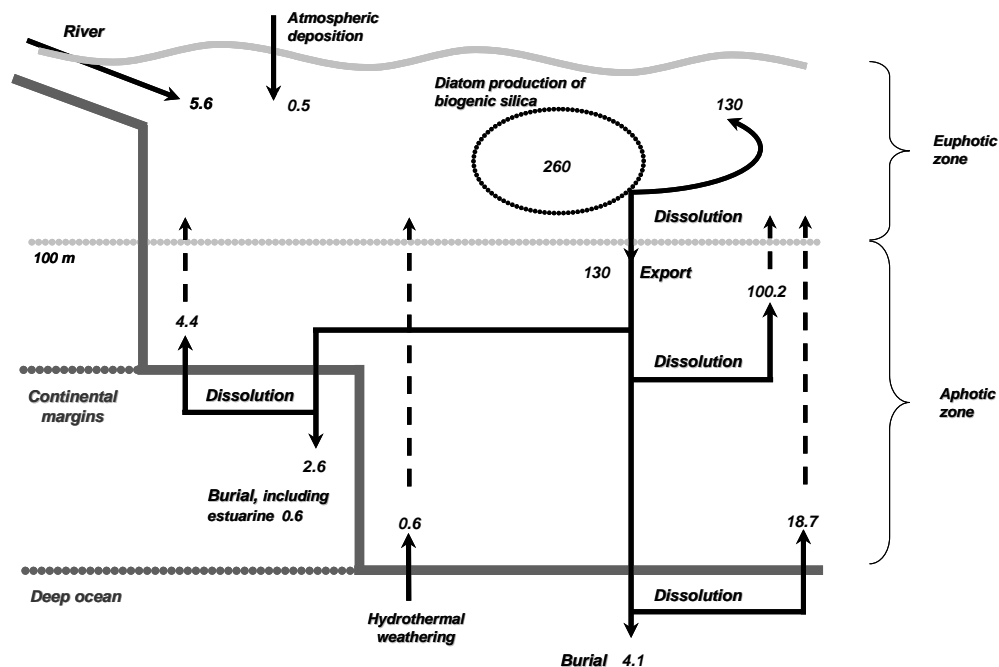 River
Atmospheric
deposition
5.6
0.5
Diatom production of
biogenic silica
130
260
Euphotic
zone
Dissolution
100 m
130
Export
100.2
4.4
Dissolution
Continental
margins
Dissolution
Aphotic
zone
2.6
Burial, including
estuarine 0.6
0.6
18.7
Deep ocean
Hydrothermal
weathering
Dissolution
Burial 4.1